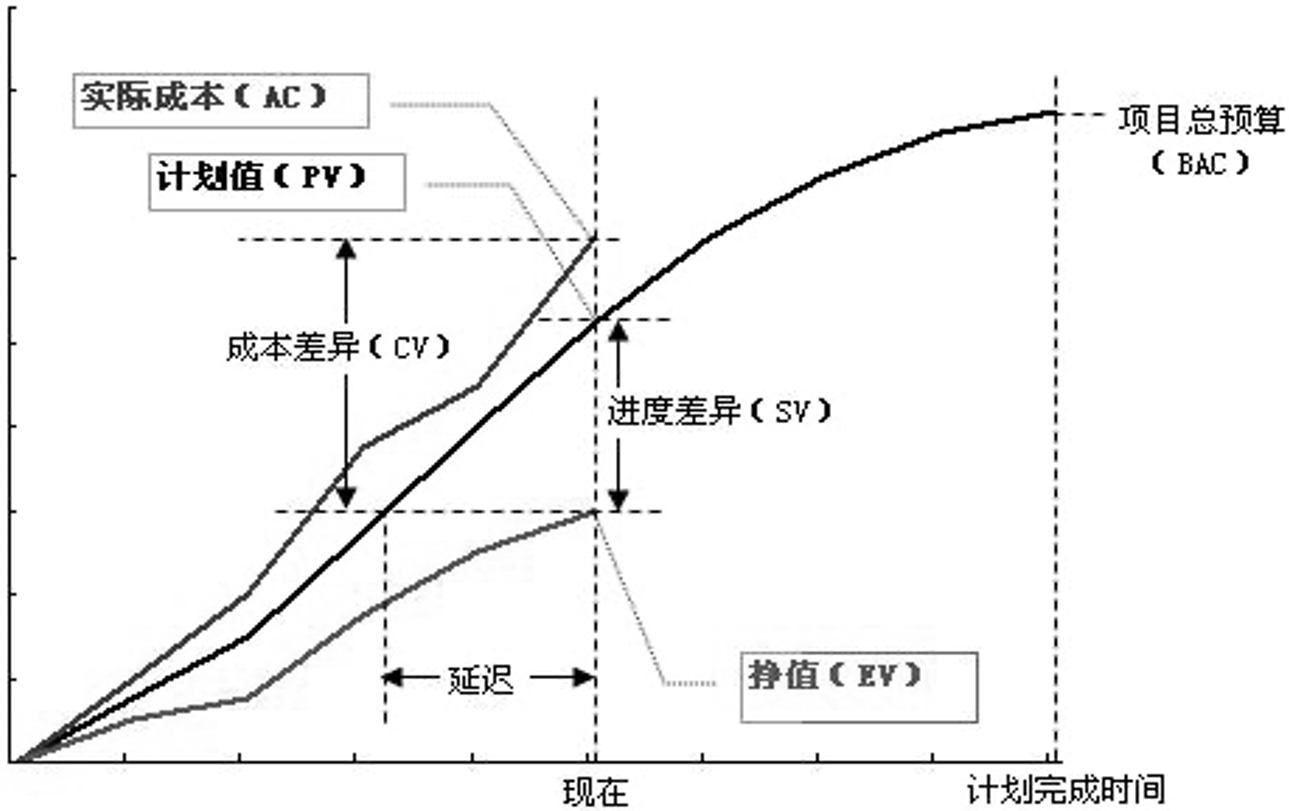 实际成本（AC）
项目总预算
（BAC）
计划值（PV）
成本差异（CV）
进度差异（SV）
延迟
挣值（EV）
现在
计划完成时间